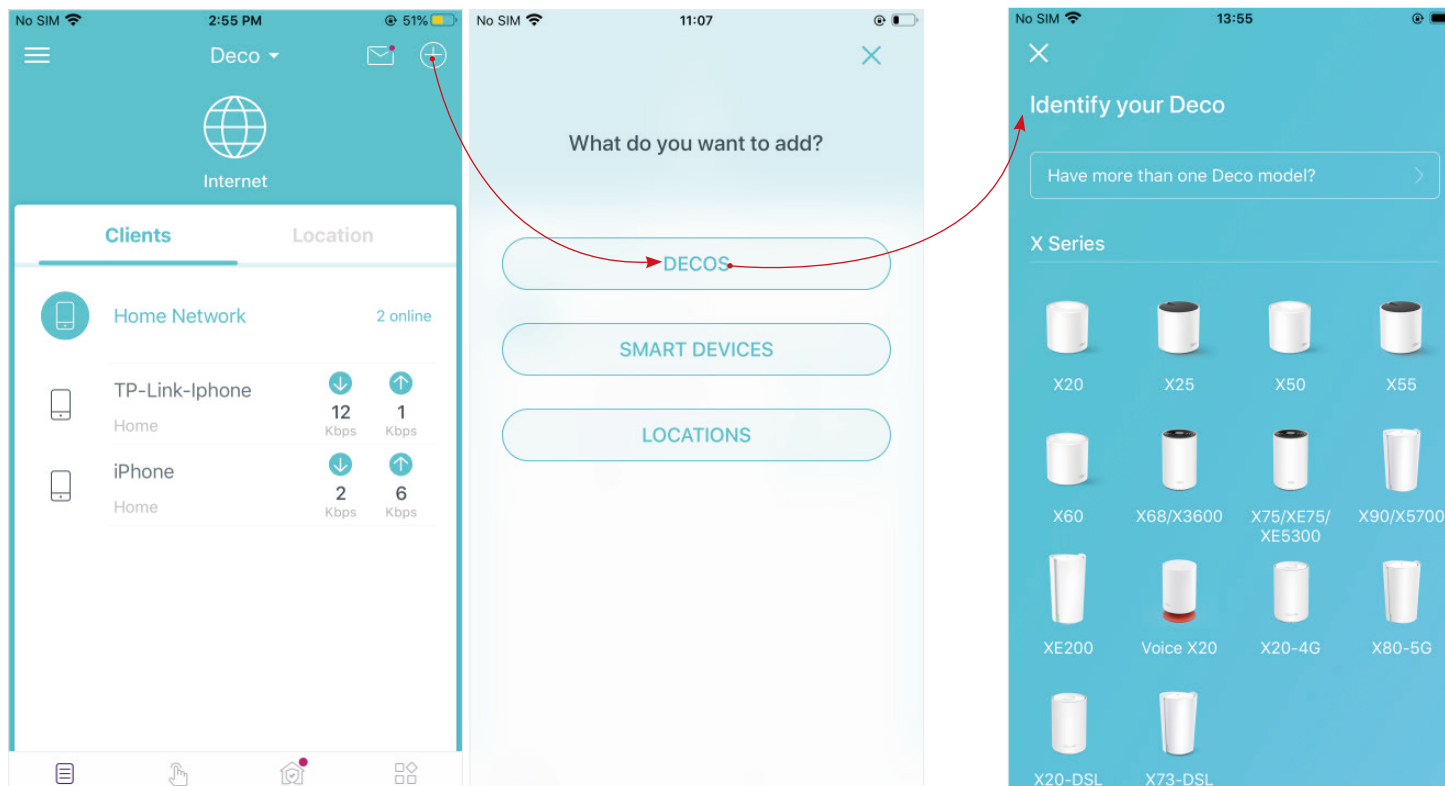 No SIM 2:55 PM 51%
Deco
Internet
Clients Location
Home Network 2 online
TP-Link-Iphone
12 1
Home Kbps Kbps
iPhone
2 6
Home Kbps Kbps
No SIM 11:07
What do you want to add?
DECOS
SMART DEVICES
LOCATIONS
No SIM 13:55
Identify your Deco
Have more than one Deco model?
X Series
X20 X25 X50 X55
X60 X68/X3600 X75/XE75/ X90/X5700
XE5300
XE200 Voice X20 X20-4G X80-5G
X20-DSL X73-DSL